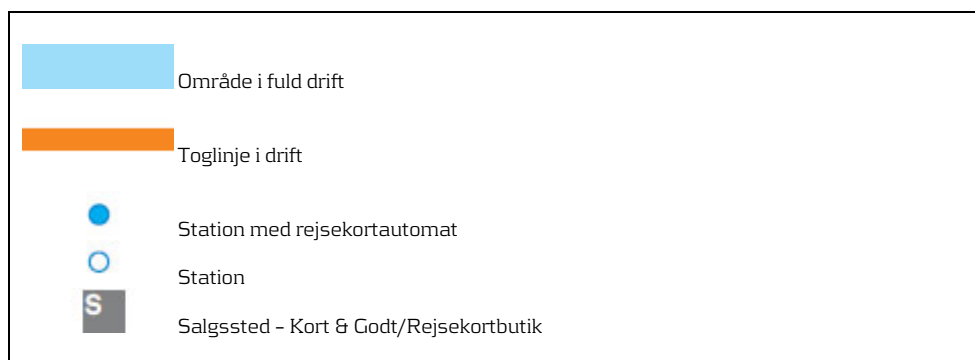 Område i fuld drift
Toglinje i drift
Station med rejsekortautomat
Station
S
Salgssted – Kort & Godt/Rejsekortbutik